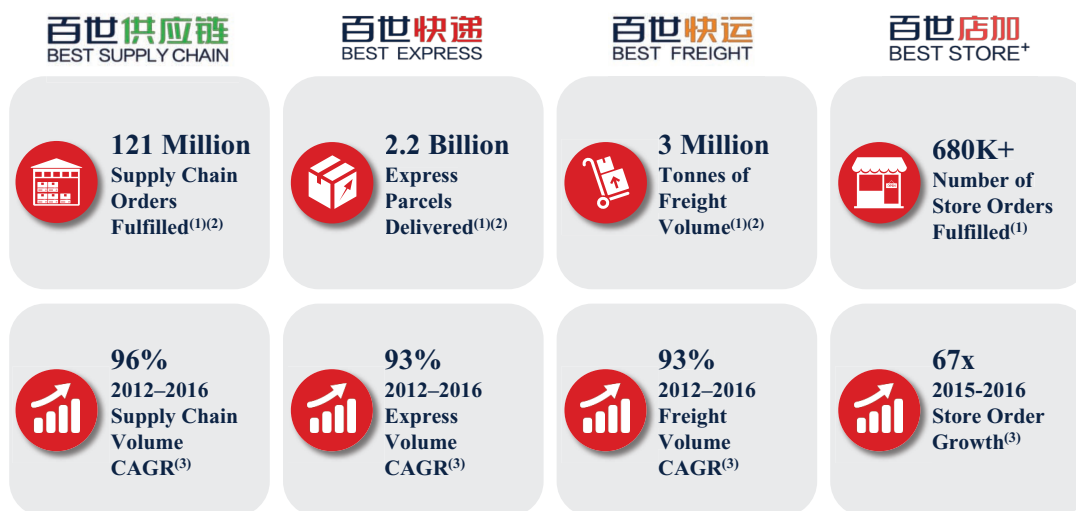 百世供应链
BEST SUPPLY CHAIN
百世快递
BEST EXPRESS
百世快运
BEST FREIGHT
百世店加
BEST STORE+
121 Million
Supply Chain
Orders
Fulfilled(1)(2)
2.2 Billion
Express
Parcels
Delivered(1)(2)
3 Million
Tonnes of
Freight
Volume(1)(2)
680K+
Number of
Store Orders
Fulfilled(1)
96%
2012–2016
Supply Chain
Volume
CAGR(3)
93%
2012–2016
Express
Volume
CAGR(3)
93%
2012–2016
Freight
Volume
CAGR(3)
67x
2015-2016
Store Order
Growth(3)